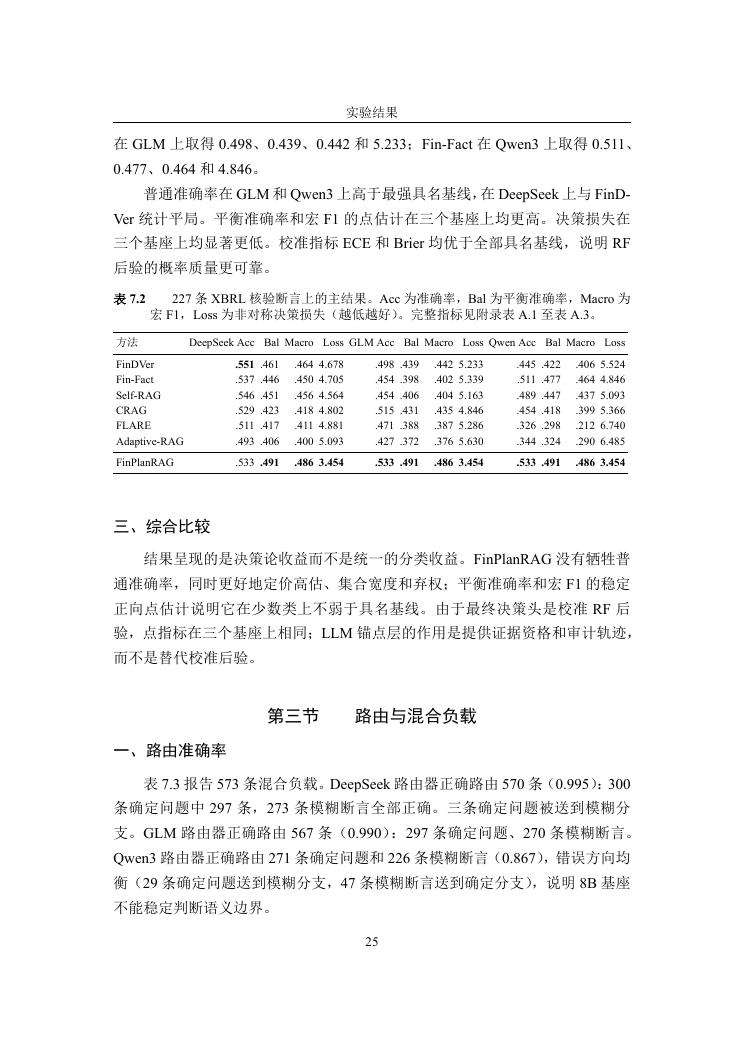 实验结果
在 GLM 上取得 0.498、0.439、0.442 和 5.233；Fin-Fact 在 Qwen3 上取得 0.511、
0.477、0.464 和 4.846。
普通准确率在 GLM 和 Qwen3 上高于最强具名基线，在 DeepSeek 上与 FinD-
Ver 统计平局。平衡准确率和宏 F1 的点估计在三个基座上均更高。决策损失在
三个基座上均显著更低。校准指标 ECE 和 Brier 均优于全部具名基线，说明 RF
后验的概率质量更可靠。
表 7.2 227 条 XBRL 核验断言上的主结果。Acc 为准确率，Bal 为平衡准确率，Macro 为
宏 F1，Loss 为非对称决策损失（越低越好）。完整指标见附录表 A.1 至表 A.3。
方法 DeepSeek Acc Bal Macro Loss GLM Acc Bal Macro Loss Qwen Acc Bal Macro Loss
FinDVer .551 .461 .464 4.678 .498 .439 .442 5.233 .445 .422 .406 5.524
Fin-Fact .537 .446 .450 4.705 .454 .398 .402 5.339 .511 .477 .464 4.846
Self-RAG .546 .451 .456 4.564 .454 .406 .404 5.163 .489 .447 .437 5.093
CRAG .529 .423 .418 4.802 .515 .431 .435 4.846 .454 .418 .399 5.366
FLARE .511 .417 .411 4.881 .471 .388 .387 5.286 .326 .298 .212 6.740
Adaptive-RAG .493 .406 .400 5.093 .427 .372 .376 5.630 .344 .324 .290 6.485
FinPlanRAG .533 .491 .486 3.454 .533 .491 .486 3.454 .533 .491 .486 3.454
三、综合比较
结果呈现的是决策论收益而不是统一的分类收益。FinPlanRAG 没有牺牲普
通准确率，同时更好地定价高估、集合宽度和弃权；平衡准确率和宏 F1 的稳定
正向点估计说明它在少数类上不弱于具名基线。由于最终决策头是校准 RF 后
验，点指标在三个基座上相同；LLM 锚点层的作用是提供证据资格和审计轨迹，
而不是替代校准后验。
第三节 路由与混合负载
一、路由准确率
表 7.3 报告 573 条混合负载。DeepSeek 路由器正确路由 570 条（0.995）：300
条确定问题中 297 条，273 条模糊断言全部正确。三条确定问题被送到模糊分
支。GLM 路由器正确路由 567 条（0.990）：297 条确定问题、270 条模糊断言。
Qwen3 路由器正确路由 271 条确定问题和 226 条模糊断言（0.867），错误方向均
衡（29 条确定问题送到模糊分支，47 条模糊断言送到确定分支），说明 8B 基座
不能稳定判断语义边界。
25